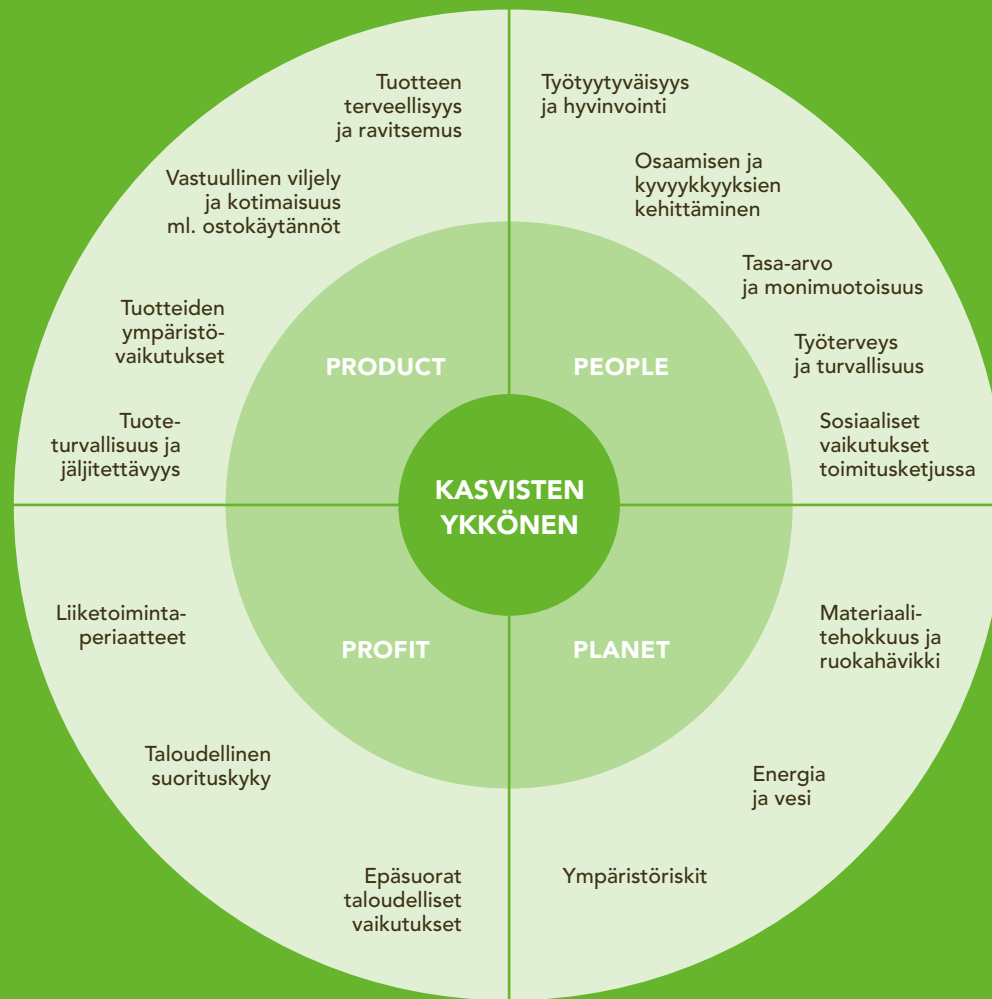 Tuotteen
terveellisyys
ja ravitsemus
Vastuullinen viljely
ja kotimaisuus
ml. ostokäytännöt
Tuotteiden
ympäristö-
vaikutukset
Tuote-
turvallisuus ja
jäljitettävyys
PRODUCT
Työtyytyväisyys
ja hyvinvointi
Osaamisen ja
kyvyykkyyksien
kehittäminen
Tasa-arvo
ja monimuotoisuus
Työterveys
ja turvallisuus
Sosiaaliset
vaikutukset
toimitusketjussa
PEOPLE
KASVISTEN
YKKÖNEN
Liiketoiminta-
periaatteet
Taloudellinen
suorituskyky
Epäsuorat
taloudelliset
vaikutukset
PROFIT
PLANET
Materiaali-
tehokkuus ja
ruokahävikki
Energia
ja vesi
Ympäristöriskit